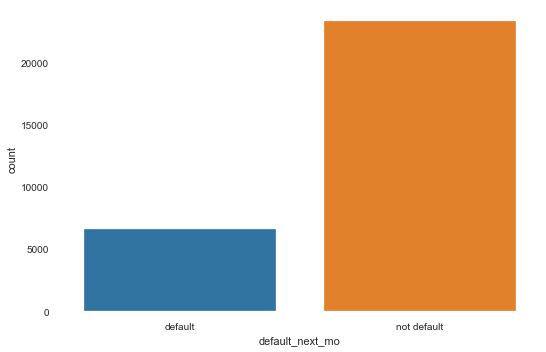 20000
15000
10000
5000
0
count
default
not default
default_next_mo